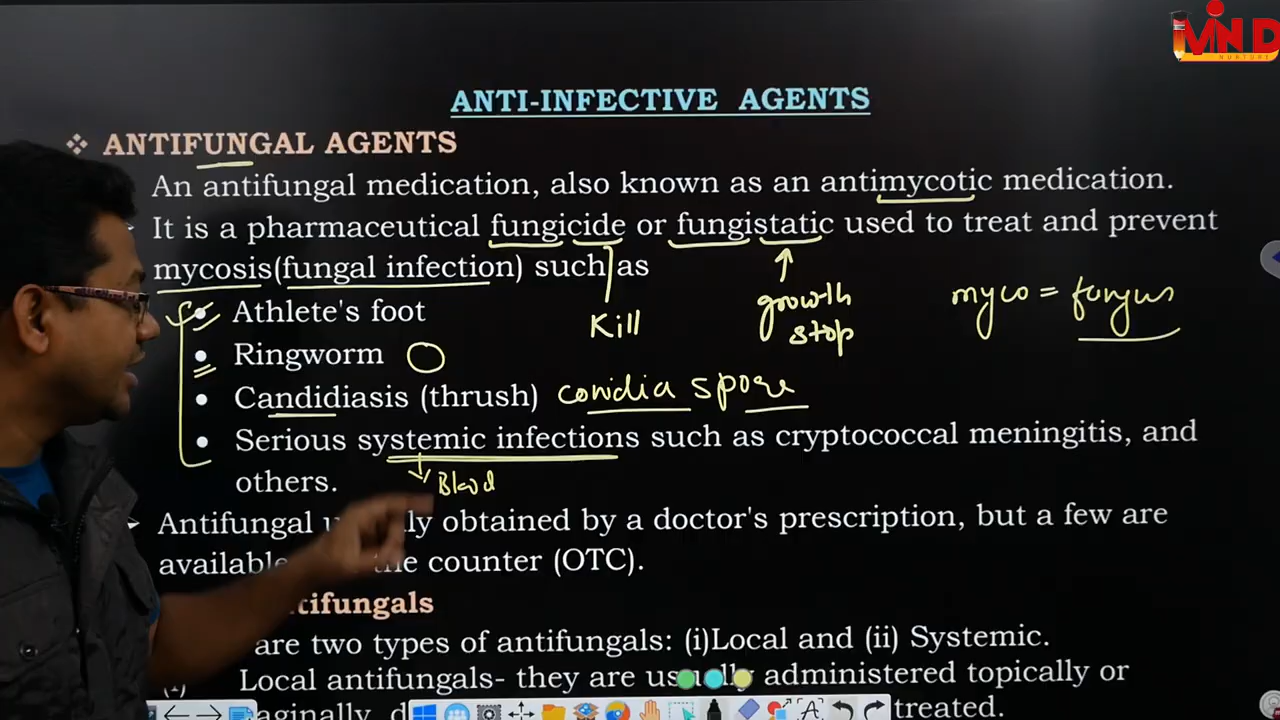 MIND
NURTURE
ANTI-INFECTIVE AGENTS
❖ ANTIFUNGAL AGENTS
An antifungal medication, also known as an antimycotic medication.
It is a pharmaceutical fungicide or fungistatic used to treat and prevent
mycosis(fungal infection) such as
Kill
growth
stop
myco = fungus
• Athlete's foot
• Ringworm
• Candidiasis (thrush) conidia spore
• Serious systemic infections such as cryptococcal meningitis, and
others.
Blood
Antifungal obtained by a doctor's prescription, but a few are
available counter (OTC).
are two types of antifungals: (i)Local and (ii) Systemic.
Local antifungals- they are usually administered topically or
treated.